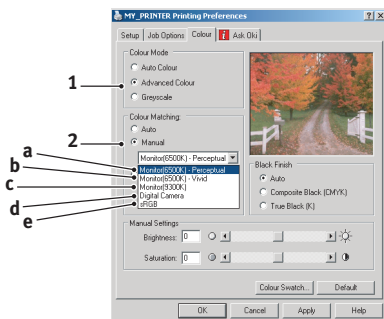 MY_PRINTER Printing Preferences
Setup Job Options Colour Ask Oki
Colour Mode
Auto Colour
1
Advanced Colour
Greyscale
Colour Matching:
Auto
2
Manual
Monitor(6500K) - Perceptual
a
Monitor(6500K) - Perceptual
b
Monitor(6500K) - Vivid
c
Monitor(9300K)
d
Digital Camera
e
sRGB
Black Finish
Auto
Composite Black (CMYK)
True Black (K)
Manual Settings
Brightness: 0
Saturation: 0
Colour Swatch... Default
OK Cancel Apply Help